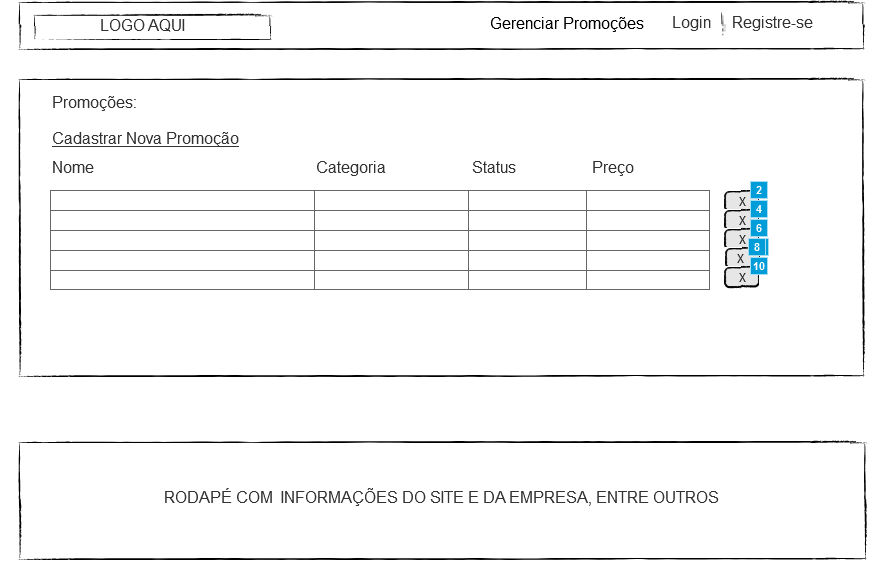 LOGO AQUI
Gerenciar Promoções Login Registre-se
Promoções:
Cadastrar Nova Promoção
Nome Categoria Status Preço
X 2
X 4
X 6
X 8
X 10
RODAPÉ COM INFORMAÇÕES DO SITE E DA EMPRESA, ENTRE OUTROS